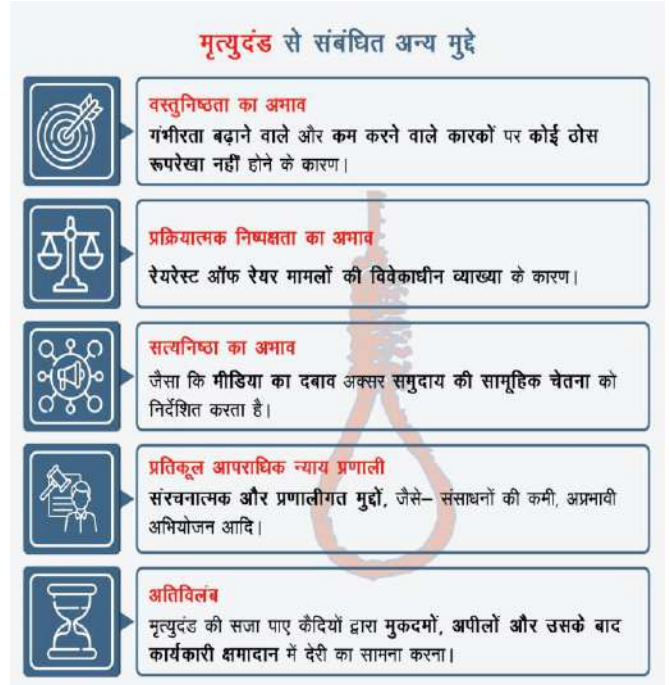 मृत्युदंड से संबंधित अन्य मुद्दे
वस्तुनिष्ठता का अभाव
गंभीरता बढ़ाने वाले और कम करने वाले कारकों पर कोई ठोस
रूपरेखा नहीं होने के कारण।
प्रक्रियात्मक निष्पक्षता का अभाव
रेयरेस्ट ऑफ रेयर मामलों की विवेकाधीन व्याख्या के कारण।
सत्यनिष्ठा का अभाव
जैसा कि मीडिया का दबाव अक्सर समुदाय की सामूहिक चेतना को
निर्देशित करता है।
प्रतिकूल आपराधिक न्याय प्रणाली
संरचनात्मक और प्रणालीगत मुद्दों, जैसे– संसाधनों की कमी, अप्रभावी
अभियोजन आदि।
अतिविलंब
मृत्युदंड की सजा पाए कैदियों द्वारा मुकदमों, अपीलों और उसके बाद
कार्यकारी क्षमादान में देरी का सामना करना।